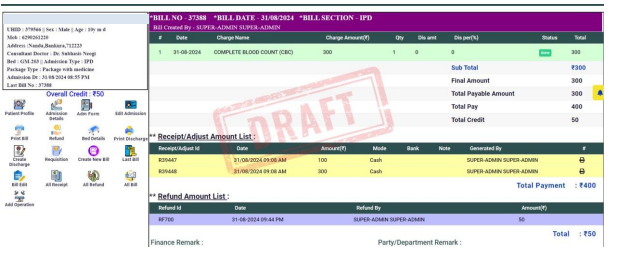 *BILL NO - 37388 *BILL DATE - 31/08/2024 *BILL SECTION - IPD
Bill Created By - SUPER-ADMIN SUPER-ADMIN
UHID : 379566 || Sex : Male || Age : 10y m d
Mob : 6290261220
Address :Nanda,Bankura,722123
Consultant Doctor : Dr. Subhasis Neogi
Bed : GM 203 || Admission Type : IPD
Package Type : Package with medicine
Admission Dt : 31/08/2024 08:55 PM
Last Bill No : 37388
Overall Credit : ₹50
Patient Profile
Admission Details
Adm Form
Edit Admission
Print Bill
Refund
Bed Details
Print Discharge
Create Discharge
Requisition
Create New Bill
Last Bill
Bill Edit
All Receipt
All Refund
All Bill
Add Operation
# Date Charge Name Charge Amount(₹) Qty Dis amt Dis per(%) Status Total
1 31-08-2024 COMPLETE BLOOD COUNT (CBC) 300 1 0 0 300
Sub Total ₹300
Final Amount 300
Total Payable Amount 300
Total Pay 400
Total Credit 50
DRAFT
** Receipt/Adjust Amount List :
Receipt/Adjust Id Date Amount(₹) Mode Bank Note Generated By #
R39447 31/08/2024 09:08 AM 100 Cash SUPER-ADMIN SUPER-ADMIN
R39448 31/08/2024 09:08 AM 300 Cash SUPER-ADMIN SUPER-ADMIN
Total Payment : ₹400
** Refund Amount List :
Refund Id Date Refund By Amount(₹)
BF700 31-08-2024 09:44 PM SUPER-ADMIN SUPER-ADMIN 50
Total : ₹50
Finance Remark : Party/Department Remark :